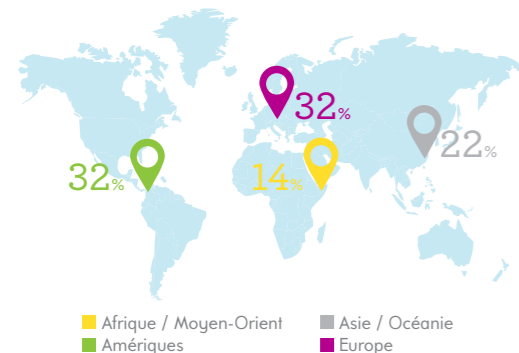 32%
22%
14%
32%
Afrique / Moyen-Orient
Asie / Océanie
Amériques
Europe